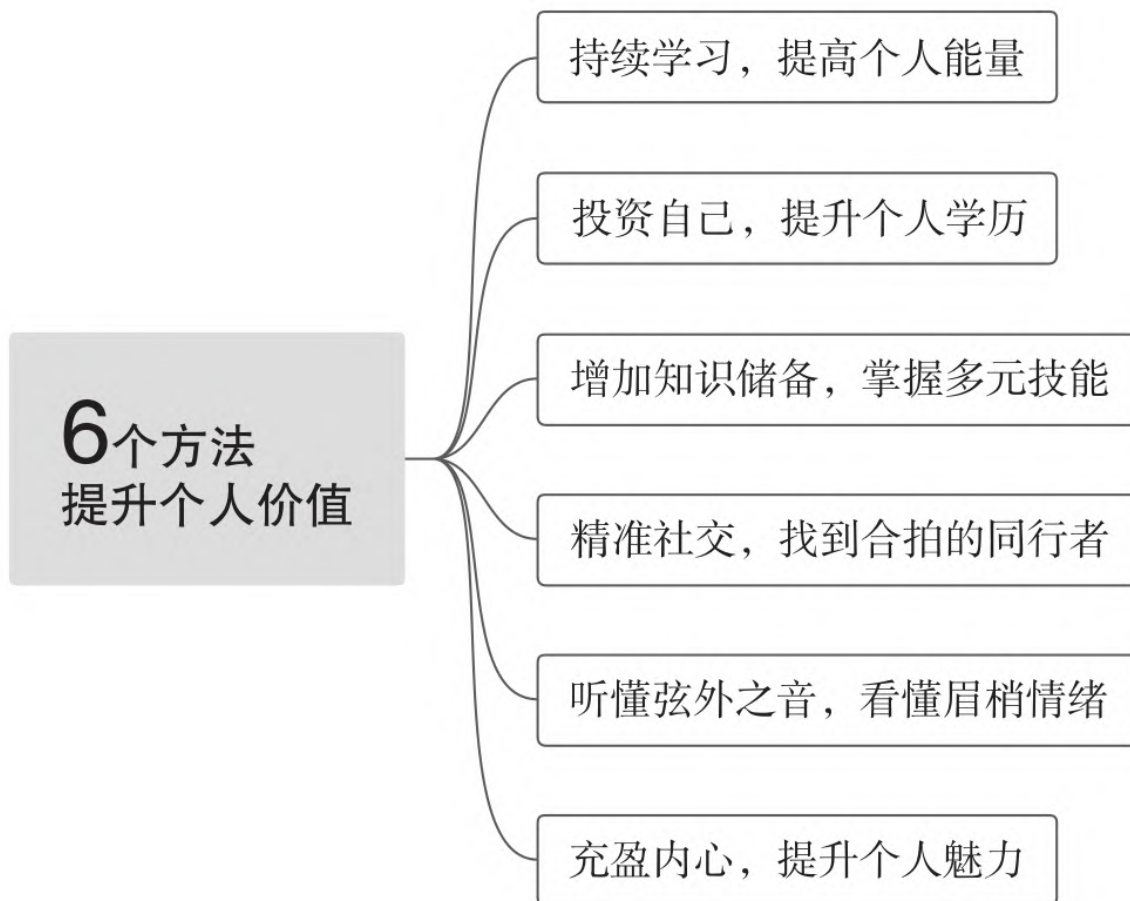 持续学习，提高个人能量
投资自己，提升个人学历
增加知识储备，掌握多元技能
6个方法
提升个人价值
精准社交，找到合拍的同行者
听懂弦外之音，看懂眉梢情绪
充盈内心，提升个人魅力